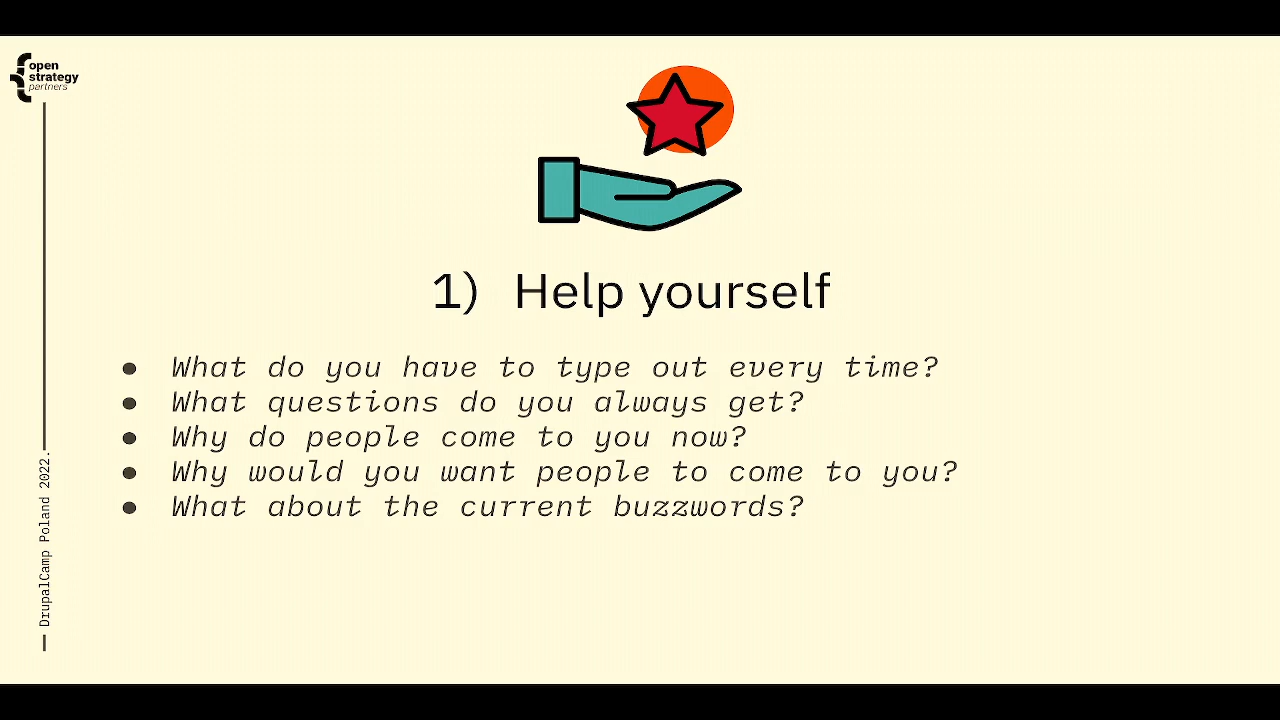 open
strategy
partners
1) Help yourself
● What do you have to type out every time?
● What questions do you always get?
● Why do people come to you now?
● Why would you want people to come to you?
● What about the current buzzwords?
DrupalCamp Poland 2022.